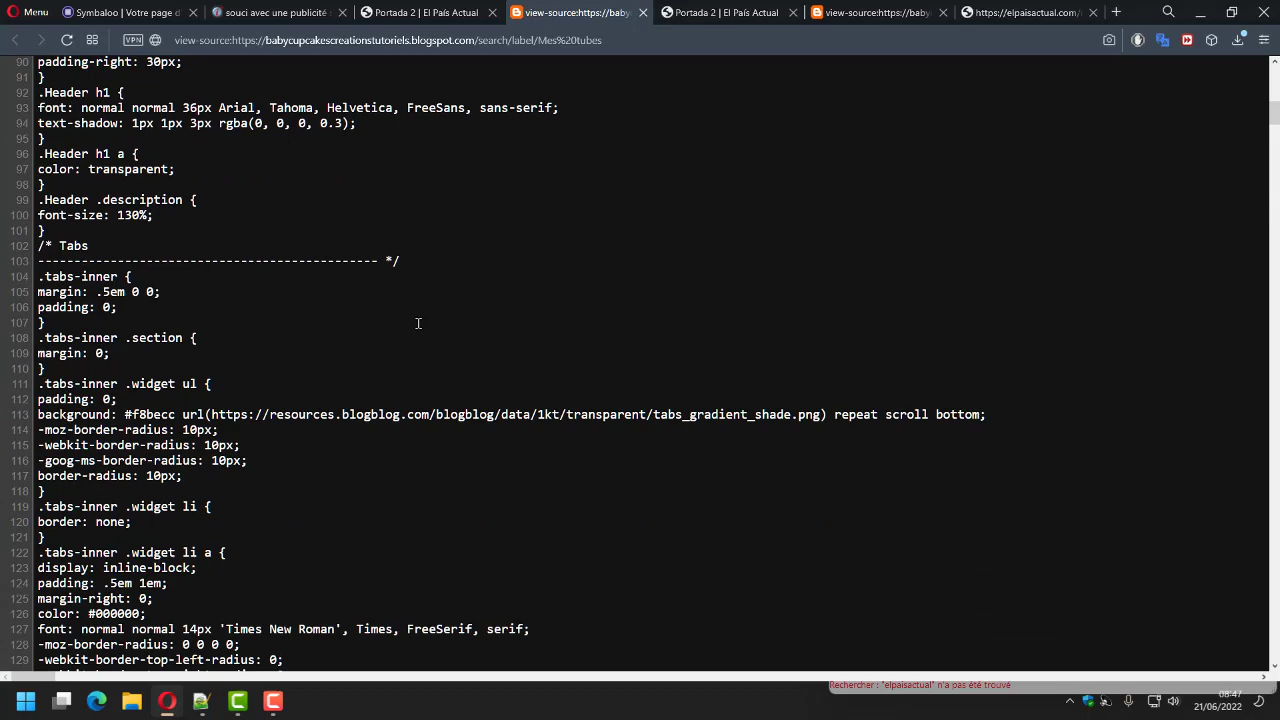 Menu
Symbaloo | Votre page d'
souci avec une publicité
Portada 2 | El País Actual
view-source:https://baby
Portada 2 | El País Actual
view-source:https://baby
https://elpaisactual.com/
VPN
view-source:https://babycupcakescreationstutoriels.blogspot.com/search/label/Mes%20tubes
90 padding-right: 30px;
91 }
92 .Header h1 {
93 font: normal normal 36px Arial, Tahoma, Helvetica, FreeSans, sans-serif;
94 text-shadow: 1px 1px 3px rgba(0, 0, 0, 0.3);
95 }
96 .Header h1 a {
97 color: transparent;
98 }
99 .Header .description {
100 font-size: 130%;
101 }
102 /* Tabs
103 ----------------------------------------------- */
104 .tabs-inner {
105 margin: .5em 0 0;
106 padding: 0;
107 }
108 .tabs-inner .section {
109 margin: 0;
110 }
111 .tabs-inner .widget ul {
112 padding: 0;
113 background: #f8becc url(https://resources.blogblog.com/blogblog/data/1kt/transparent/tabs_gradient_shade.png) repeat scroll bottom;
114 -moz-border-radius: 10px;
115 -webkit-border-radius: 10px;
116 -goog-ms-border-radius: 10px;
117 border-radius: 10px;
118 }
119 .tabs-inner .widget li {
120 border: none;
121 }
122 .tabs-inner .widget li a {
123 display: inline-block;
124 padding: .5em 1em;
125 margin-right: 0;
126 color: #000000;
127 font: normal normal 14px 'Times New Roman', Times, FreeSerif, serif;
128 -moz-border-radius: 0 0 0 0;
129 -webkit-border-top-left-radius: 0;
Rechercher : "elpaisactual" n'a pas été trouvé
08:47
21/06/2022